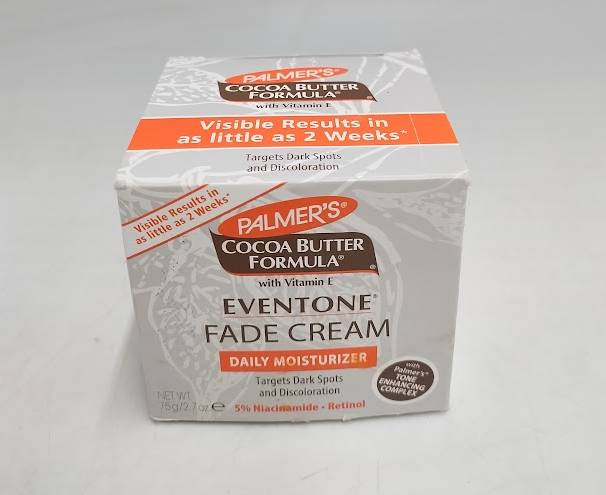 PALMER'S®
COCOA BUTTER
FORMULA®
with Vitamin E
Visible Results in
as little as 2 Weeks*
Targets Dark Spots
and Discoloration
Visible Results in
as little as 2 Weeks*
PALMER'S®
COCOA BUTTER
FORMULA®
with Vitamin E
EVENTONE®
FADE CREAM
DAILY MOISTURIZER
Targets Dark Spots
and Discoloration
5% Niacinamide • Retinol
with
Palmer's®
TONE
ENHANCING
COMPLEX
NET WT.
75g/2.7 oz e